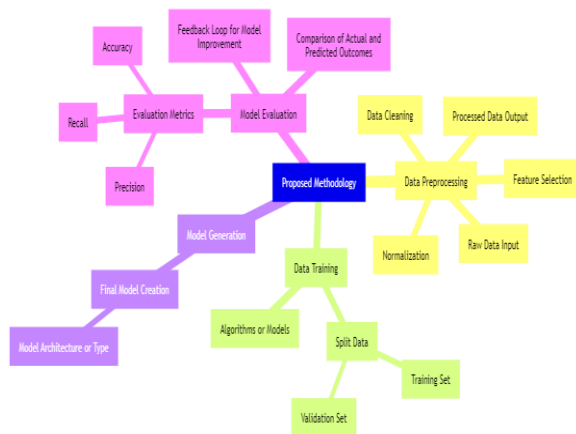 Feedback Loop for Model
Improvement
Comparison of Actual and
Predicted Outcomes
Accuracy
Evaluation Metrics
Model Evaluation
Recall
Precision
Data Cleaning
Processed Data Output
Proposed Methodology
Data Preprocessing
Feature Selection
Normalization
Raw Data Input
Model Generation
Final Model Creation
Model Architecture or Type
Data Training
Algorithms or Models
Split Data
Training Set
Validation Set